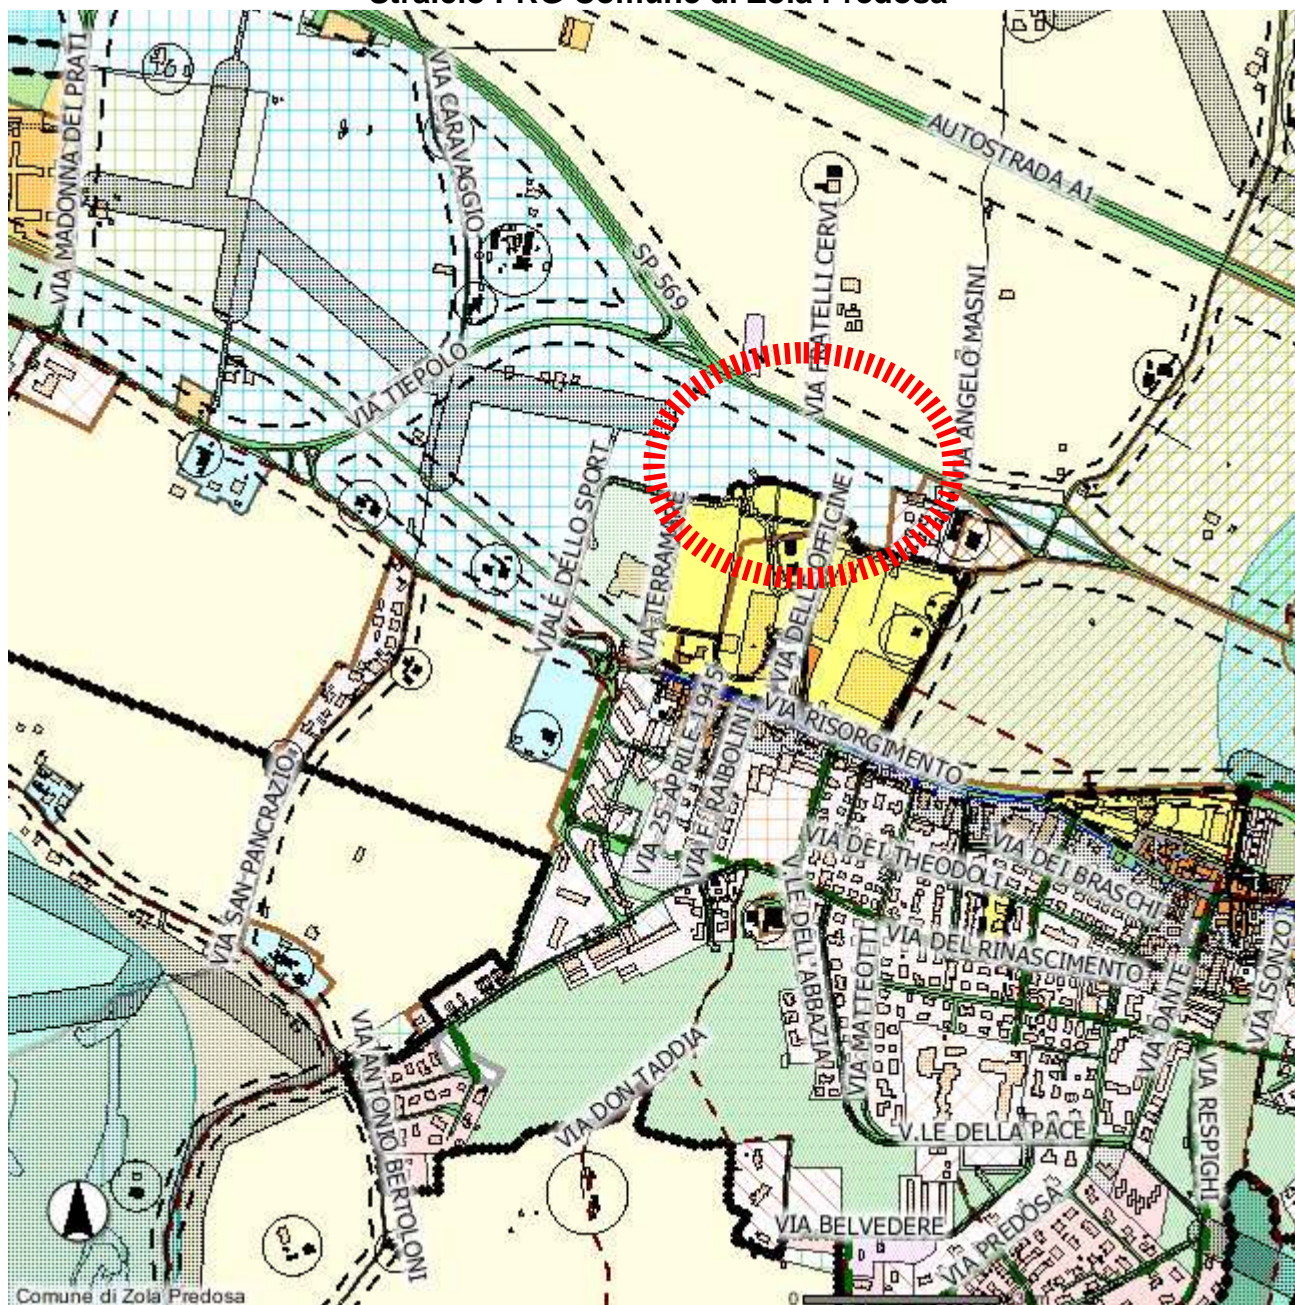 Stralcio PRG Comune di Zola Predosa
VIA MADONNA DEI PRATI
VIA CARAVAGGIO
AUTOSTRADA A1
SP 569
VIA FRATELLI CERVI
VIA ANGELO MASINI
VIA TIEPOLO
VIALE DELLO SPORT
VIA TERRAMARE
VIA DELLE OFFICINE
VIA RISORGIMENTO
VIA 25 APRILE 1945
VIA F. RAIBOLINI
VIA SAN PANCRAZIO
VIA DEI THEODOLI
VIA DEI BRASCHI
V.LE DELL'ABBAZIA
VIA MATTEOTTI
VIA DEL RINASCIMENTO
VIA DANTE
VIA ISONZO
VIA ANTONIO BERTOLONI
VIA DON TADDIA
V.LE DELLA PACE
VIA RESPIGHI
VIA BELVEDERE
VIA PREDOSA
Comune di Zola Predosa
0